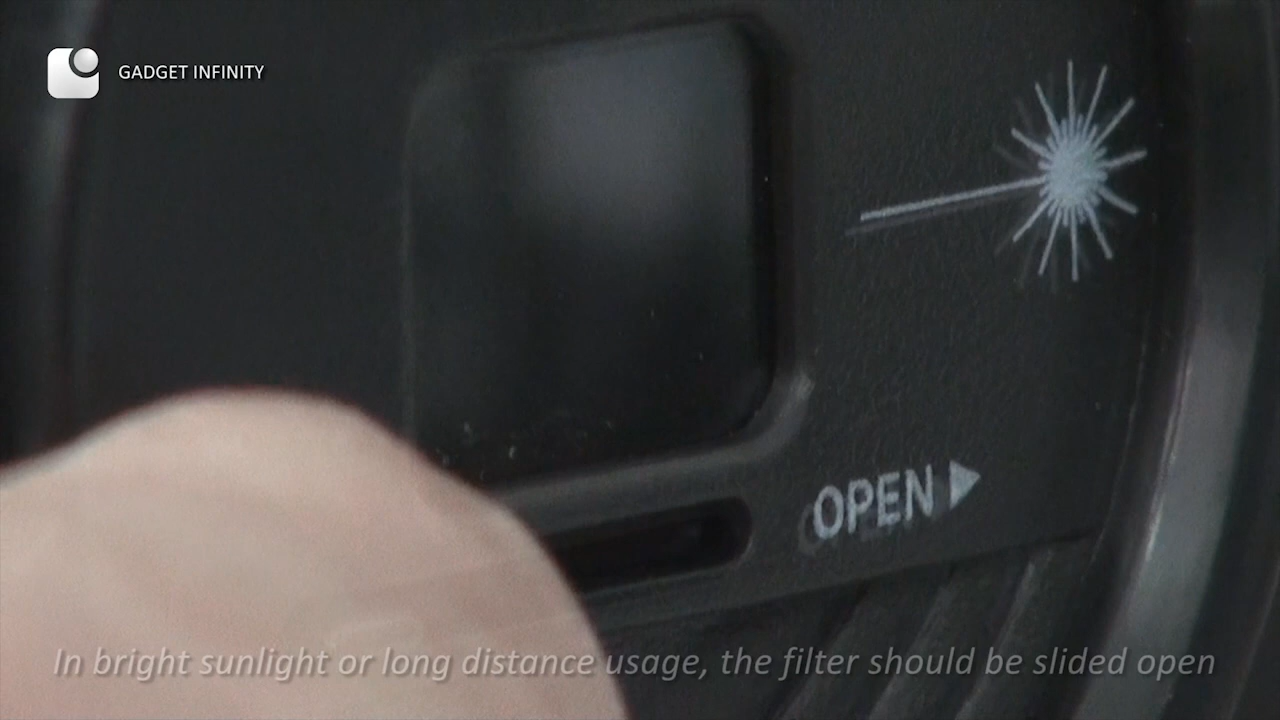 GADGET INFINITY
OPEN
In bright sunlight or long distance usage, the filter should be slided open